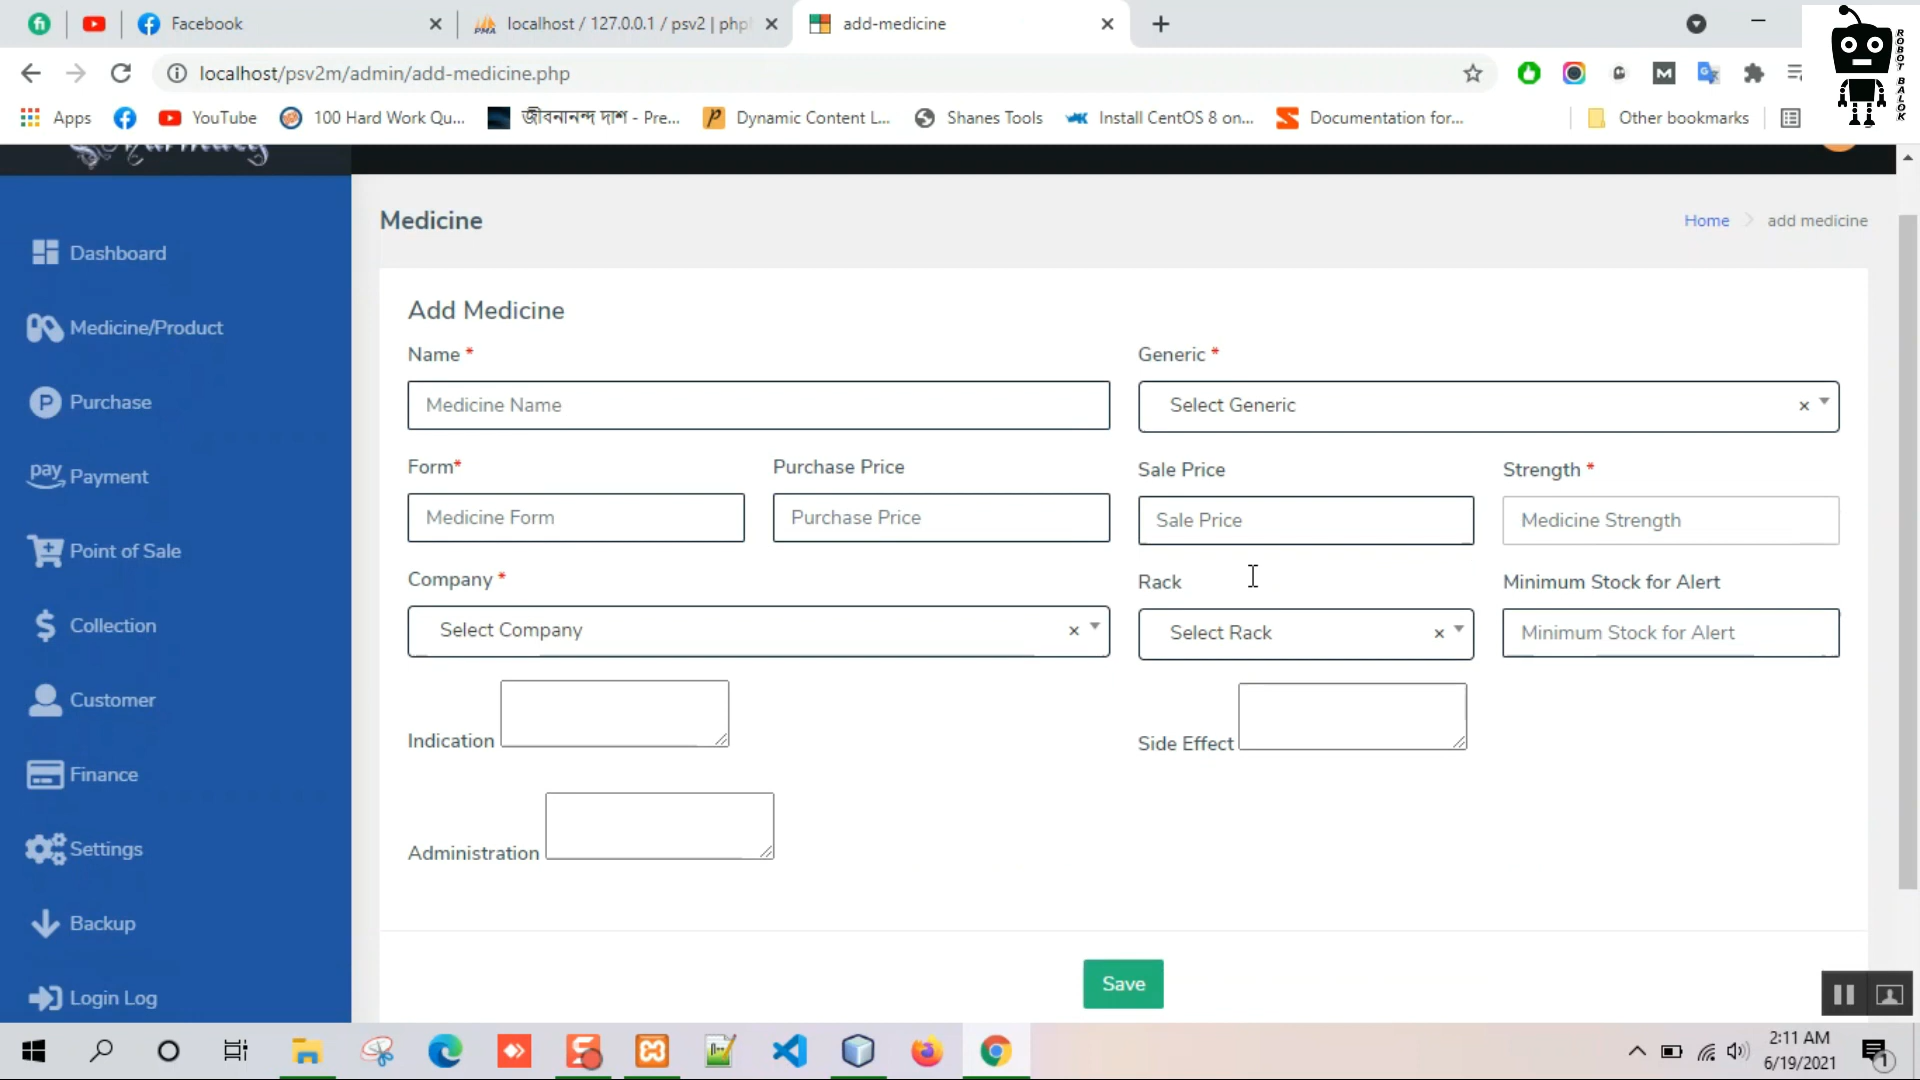 Facebook
localhost / 127.0.0.1 / psv2 | php
add-medicine
localhost/psv2m/admin/add-medicine.php
Apps
YouTube
100 Hard Work Qu...
জীবনানন্দ দাশ - Pre...
Dynamic Content L...
Shanes Tools
Install CentOS 8 on...
Documentation for...
Other bookmarks
ROBOT BALOK
Medicine
Home
add medicine
Dashboard
Medicine/Product
Purchase
pay Payment
Point of Sale
Collection
Customer
Finance
Settings
Backup
Login Log
Add Medicine
Name *
Generic *
Medicine Name
Select Generic
Form*
Purchase Price
Sale Price
Strength *
Medicine Form
Purchase Price
Sale Price
Medicine Strength
Company *
Rack
Minimum Stock for Alert
Select Company
Select Rack
Minimum Stock for Alert
Indication
Side Effect
Administration
Save
2:11 AM
6/19/2021
1